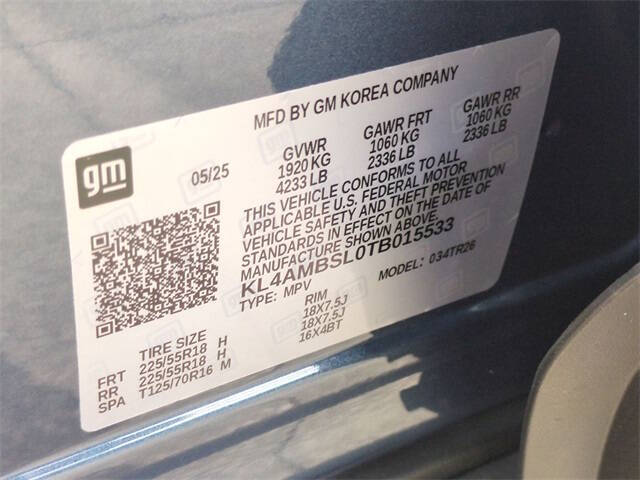 MFD BY GM KOREA COMPANY
gm
05/25
GVWR GAWR FRT GAWR RR
1920 KG 1060 KG 1060 KG
4233 LB 2336 LB 2336 LB
THIS VEHICLE CONFORMS TO ALL
APPLICABLE U.S. FEDERAL MOTOR
VEHICLE SAFETY AND THEFT PREVENTION
STANDARDS IN EFFECT ON THE DATE OF
MANUFACTURE SHOWN ABOVE.
KL4AMBSL0TB015533
TYPE: MPV MODEL: 034TR26
TIRE SIZE RIM
FRT 225/55R18 H 18X7.5J
RR 225/55R18 H 18X7.5J
SPA T125/70R16 M 16X4BT